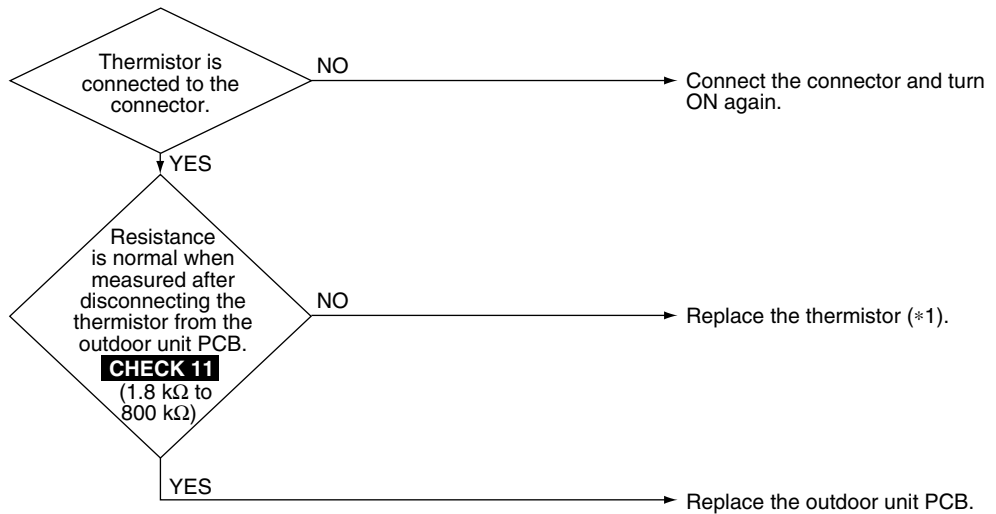 Thermistor is
connected to the
connector.
NO
Connect the connector and turn
ON again.
YES
Resistance
is normal when
measured after
disconnecting the
thermistor from the
outdoor unit PCB.
CHECK 11
(1.8 kΩ to
800 kΩ)
NO
Replace the thermistor (*1).
YES
Replace the outdoor unit PCB.